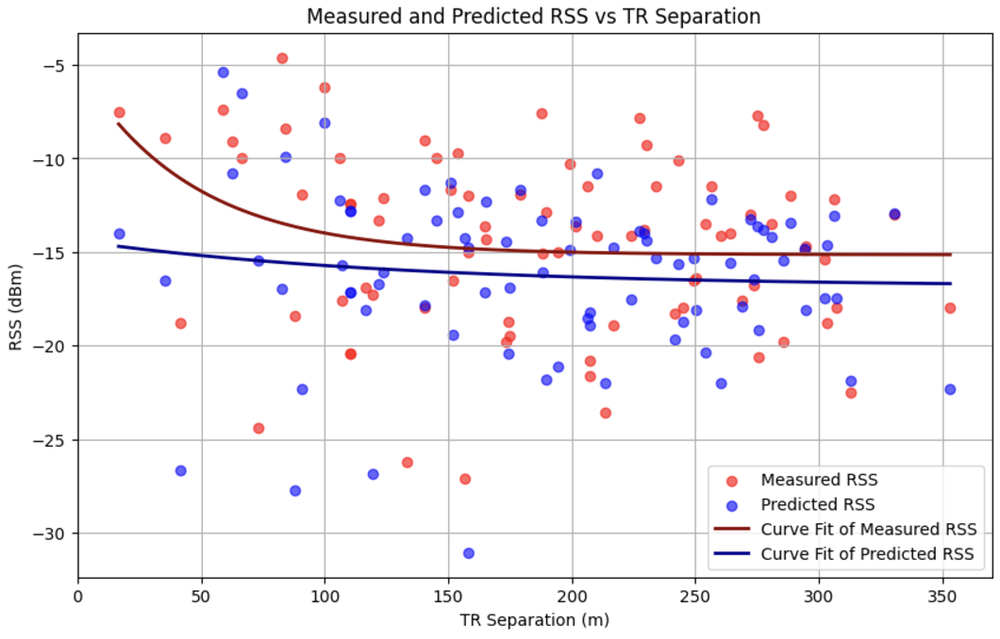 Measured and Predicted RSS vs TR Separation
−5
−10
−15
−20
−25
−30
RSS (dBm)
Measured RSS
Predicted RSS
Curve Fit of Measured RSS
Curve Fit of Predicted RSS
0 50 100 150 200 250 300 350
TR Separation (m)